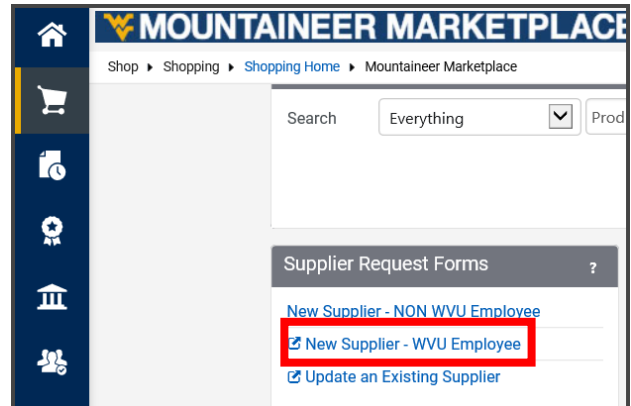 MOUNTAINEER MARKETPLACE
Shop ▸ Shopping ▸ Shopping Home ▸ Mountaineer Marketplace
Search Everything Prod
Supplier Request Forms ?
New Supplier - NON WVU Employee
New Supplier - WVU Employee
Update an Existing Supplier